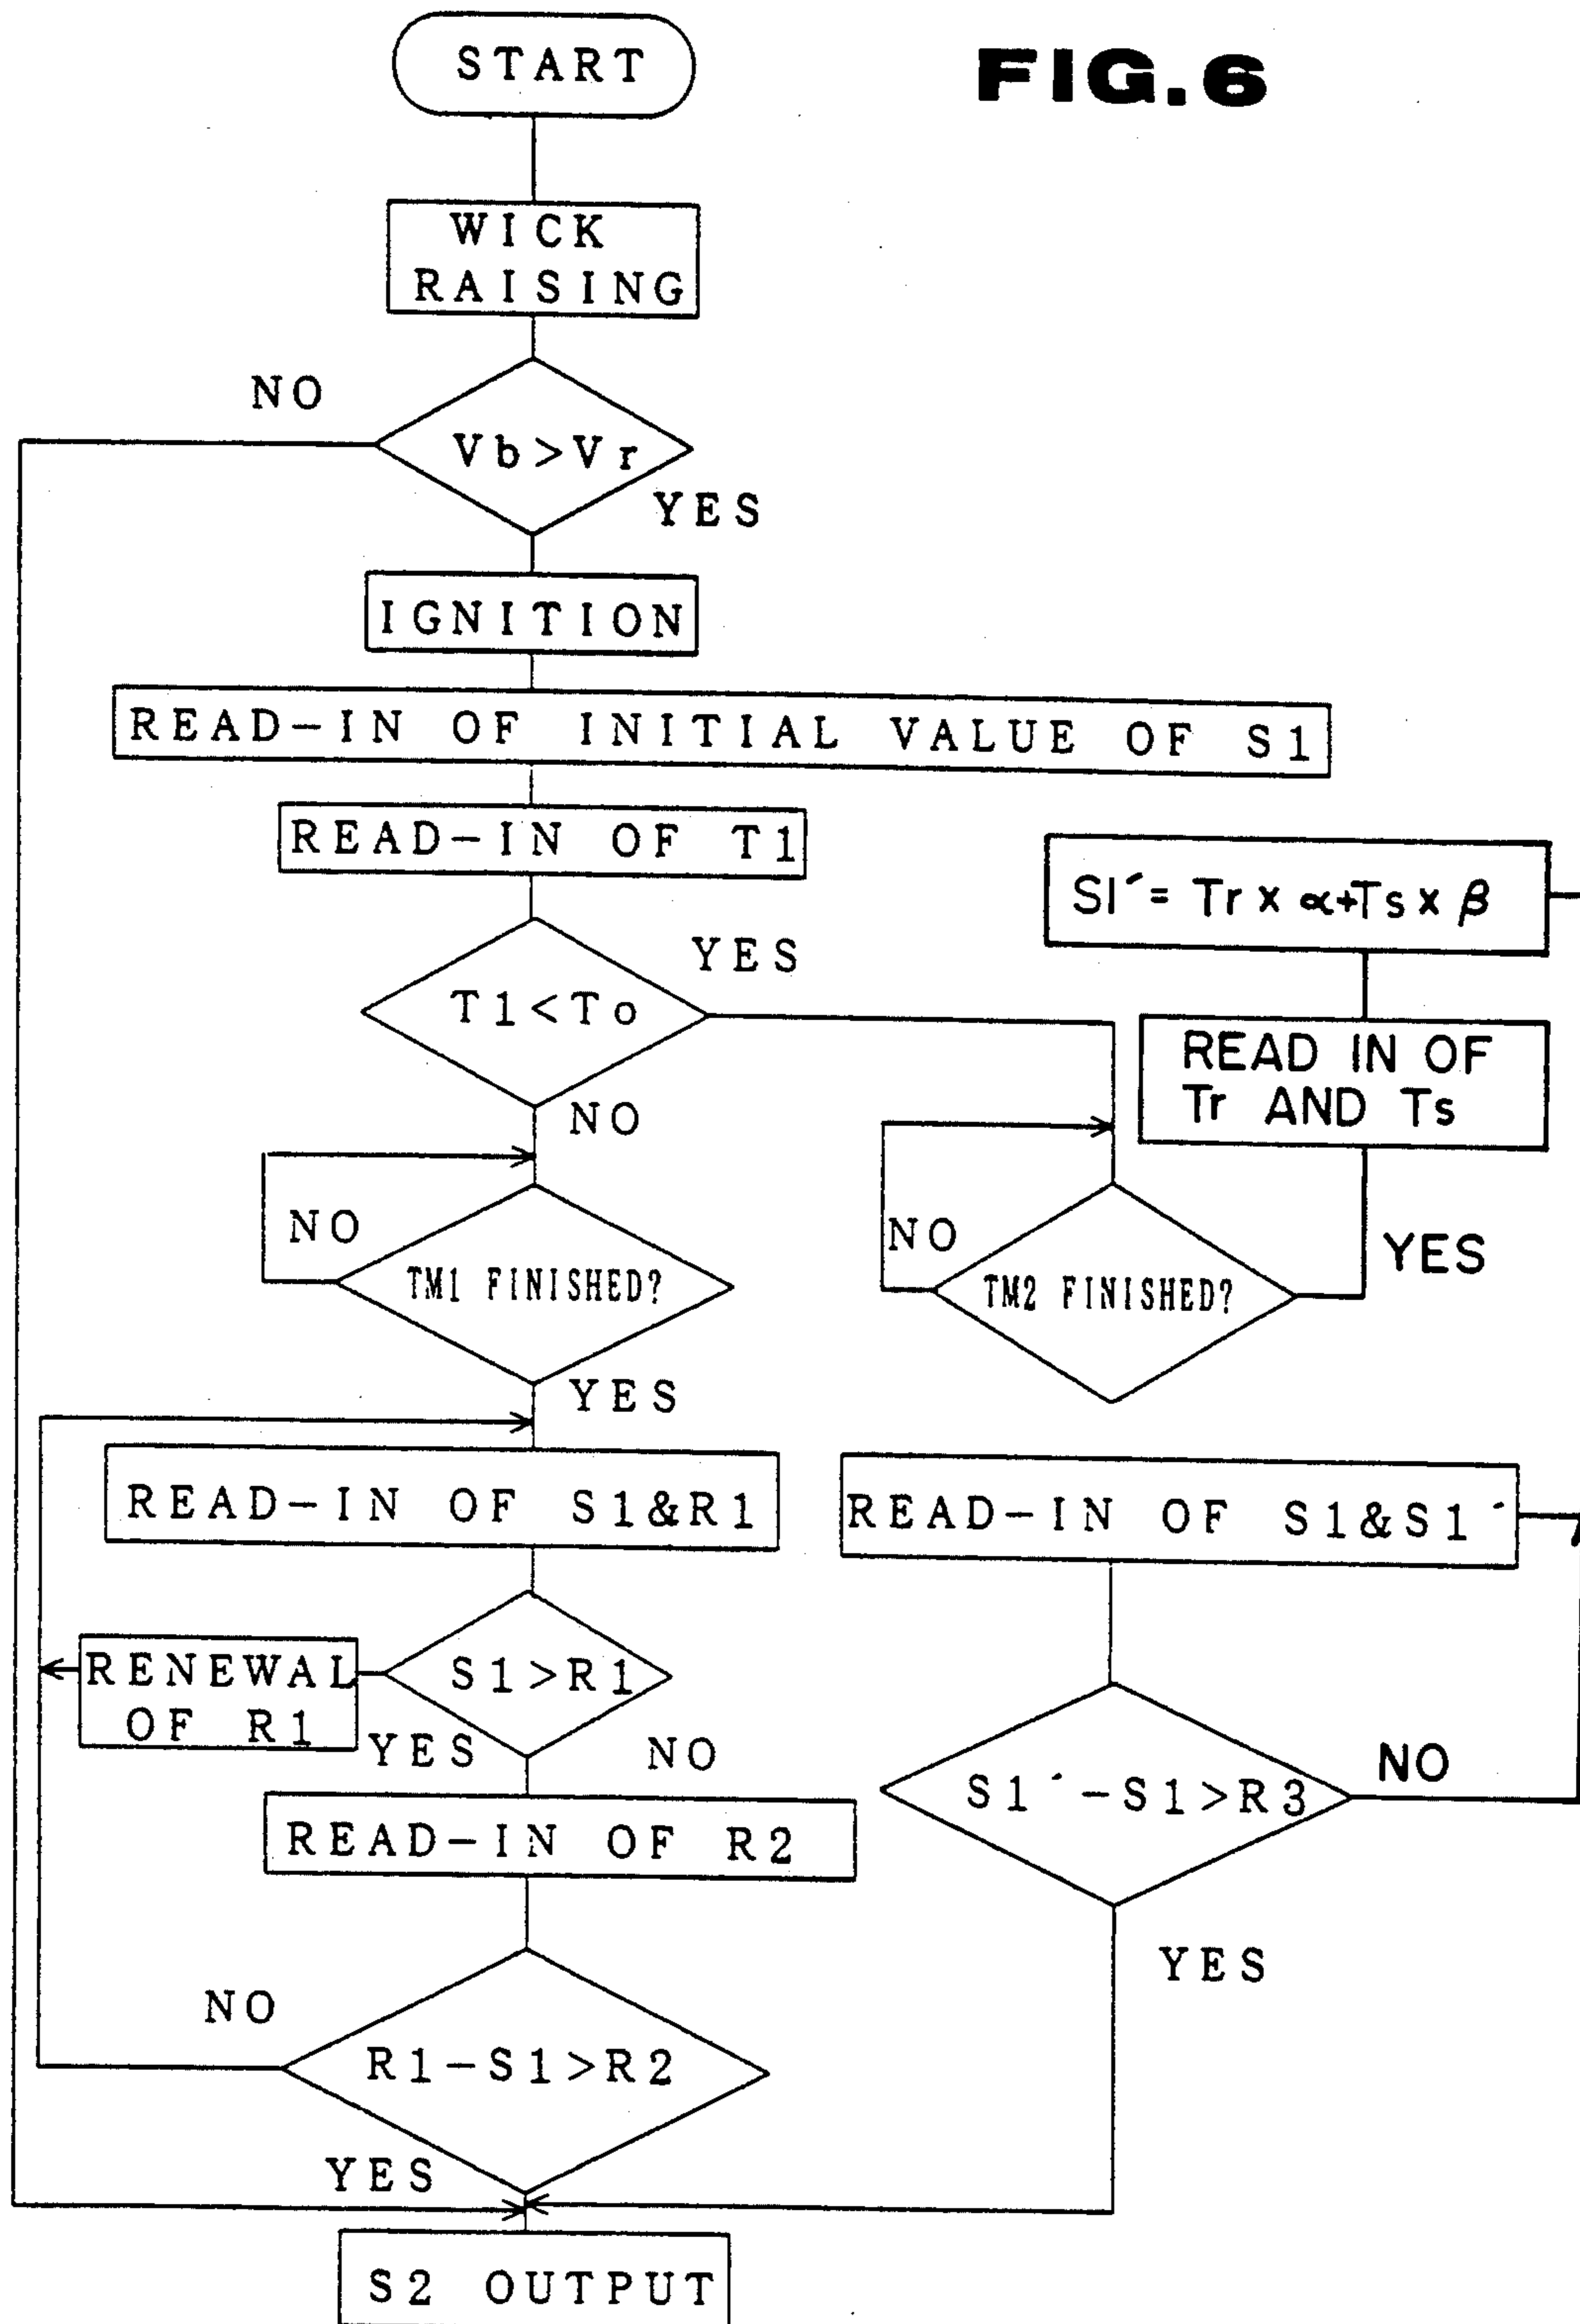 START
FIG.6
WICK
RAISING
NO
Vb>Vr
YES
IGNITION
READ-IN OF INITIAL VALUE OF S1
READ-IN OF T1
T1<To
YES
NO
SI´= Tr x α+Ts x β
READ IN OF
Tr AND Ts
NO
TM1 FINISHED?
YES
NO
TM2 FINISHED?
YES
READ-IN OF S1&R1
S1>R1
YES
RENEWAL
OF R1
NO
READ-IN OF R2
NO
R1-S1>R2
YES
READ-IN OF S1&S1´
S1´-S1>R3
NO
YES
S2 OUTPUT